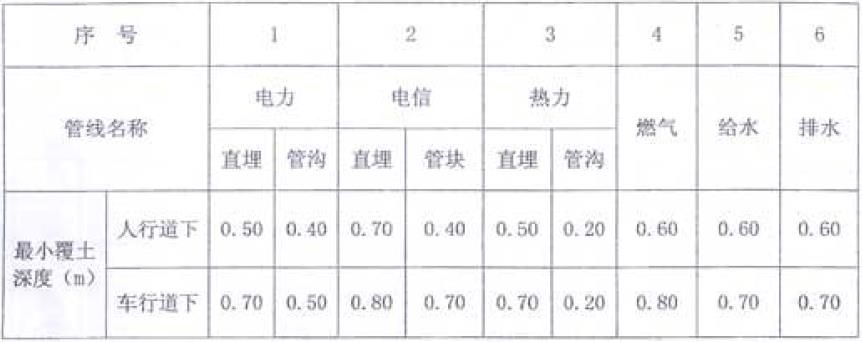 序 号 1 2 3 4 5 6
管线名称 电力 电信 热力 燃气 给水 排水
直埋 管沟 直埋 管块 直埋 管沟
最小覆土深度（m） 人行道下 0.50 0.40 0.70 0.40 0.50 0.20 0.60 0.60 0.60
车行道下 0.70 0.50 0.80 0.70 0.70 0.20 0.80 0.70 0.70